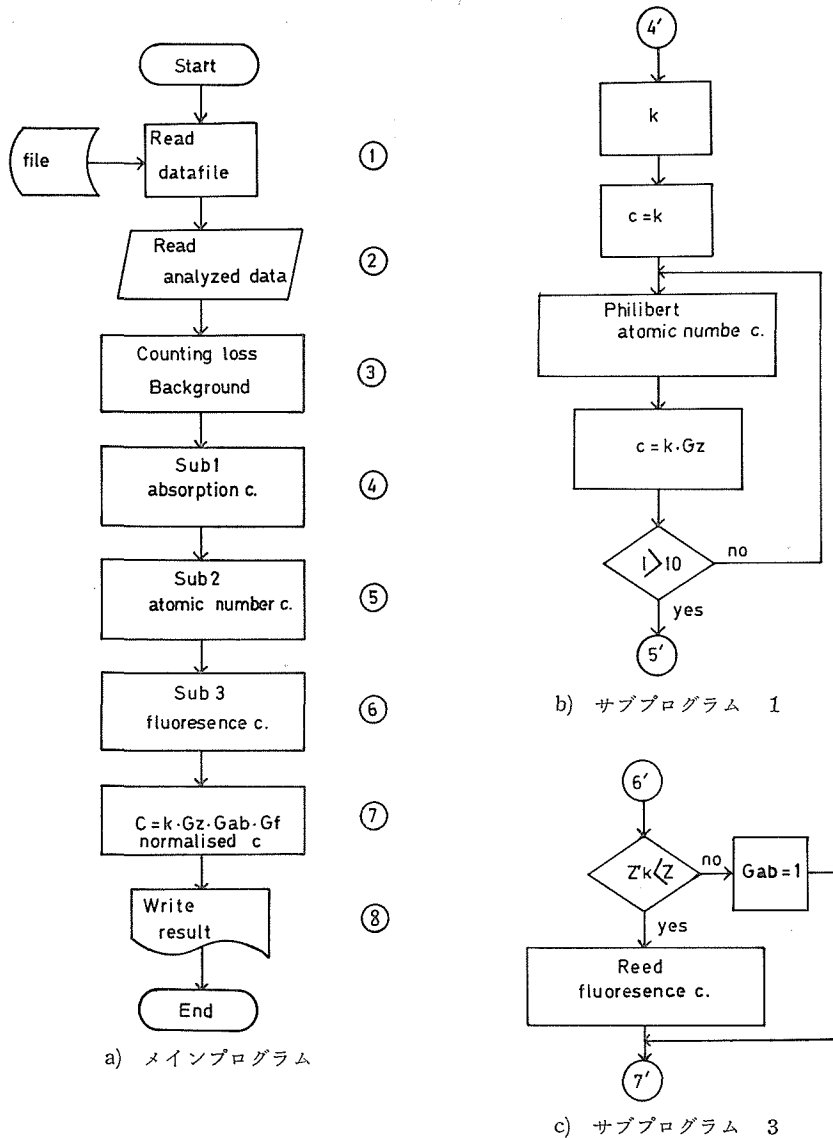 Start
file
Read
datafile
①
Read
analyzed data
②
Counting loss
Background
③
Sub1
absorption c.
④
Sub2
atomic number c.
⑤
Sub 3
fluoresence c.
⑥
C=k·Gz·Gab·Gf
normalised c
⑦
Write
result
⑧
End
a) メインプログラム
4′
k
c=k
Philibert
atomic numbe c.
c=k·Gz
I>10
no
yes
5′
b) サブプログラム 1
6′
Z'k<Z
no
Gab=1
yes
Reed
fluoresence c.
7′
c) サブプログラム 3